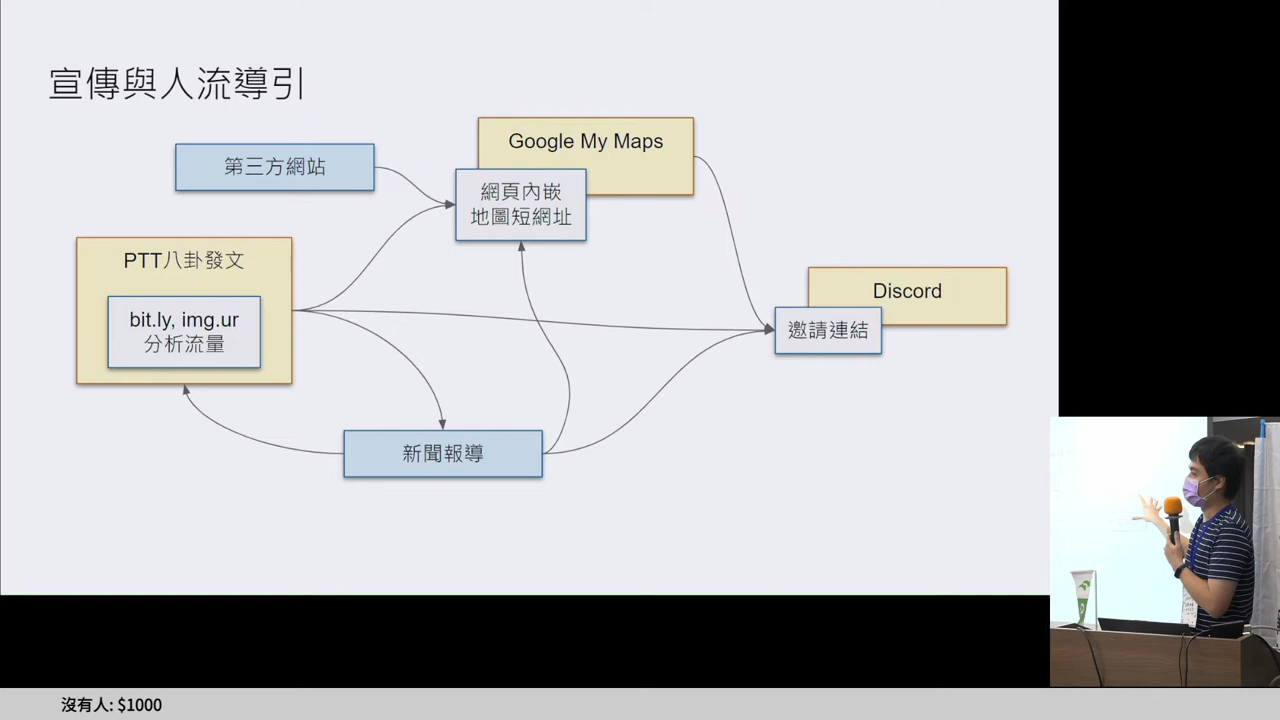 宣傳與人流導引
Google My Maps
第三方網站
網頁內嵌
地圖短網址
PTT八卦發文
bit.ly, img.ur
分析流量
Discord
邀請連結
新聞報導
沒有人: $1000